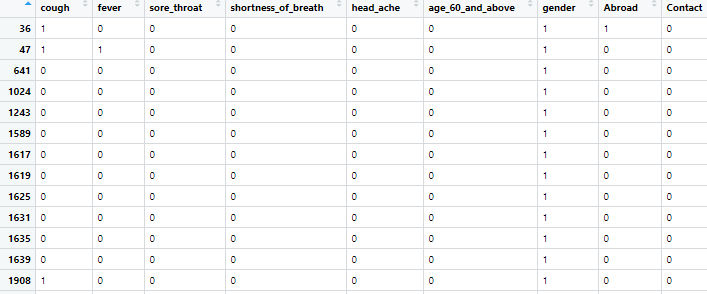 cough fever sore_throat shortness_of_breath head_ache age_60_and_above gender Abroad Contact
36 1 0 0 0 0 0 1 1 0
47 1 1 0 0 0 0 1 0 0
641 0 0 0 0 0 0 1 0 0
1024 0 0 0 0 0 0 1 0 0
1243 0 0 0 0 0 0 1 0 0
1589 0 0 0 0 0 0 1 0 0
1617 0 0 0 0 0 0 1 0 0
1619 0 0 0 0 0 0 1 0 0
1625 0 0 0 0 0 0 1 0 0
1631 0 0 0 0 0 0 1 0 0
1635 0 0 0 0 0 0 1 0 0
1639 0 0 0 0 0 0 1 0 0
1908 1 0 0 0 0 0 1 0 0